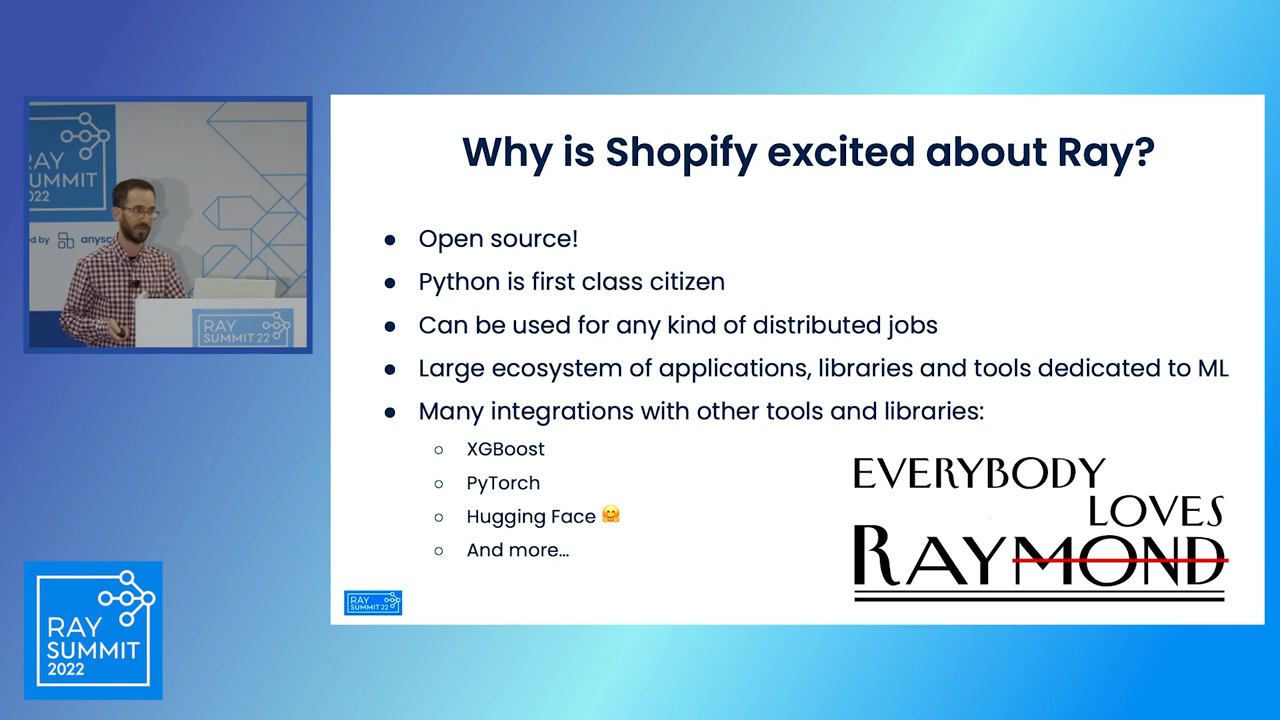 RAY
SUMMIT
2022
by
RAY
SUMMIT 22
Why is Shopify excited about Ray?
● Open source!
● Python is first class citizen
● Can be used for any kind of distributed jobs
● Large ecosystem of applications, libraries and tools dedicated to ML
● Many integrations with other tools and libraries:
○ XGBoost
○ PyTorch
○ Hugging Face 🤗
○ And more...
EVERYBODY
LOVES
RAYMOND
RAY
SUMMIT 22
RAY
SUMMIT
2022